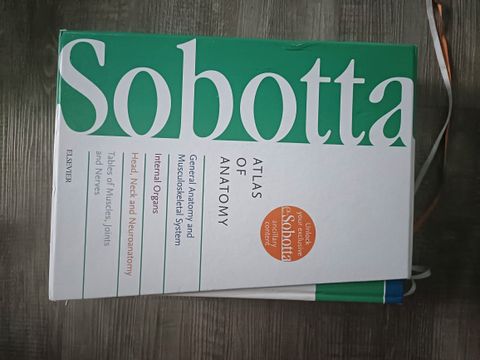 Sobotta
ATLAS
OF
ANATOMY
General Anatomy and
Musculoskeletal System
Internal Organs
Head, Neck and Neuroanatomy
Tables of Muscles, Joints
and Nerves
Unlock
your exclusive
Sobotta
ancillary
content
ELSEVIER